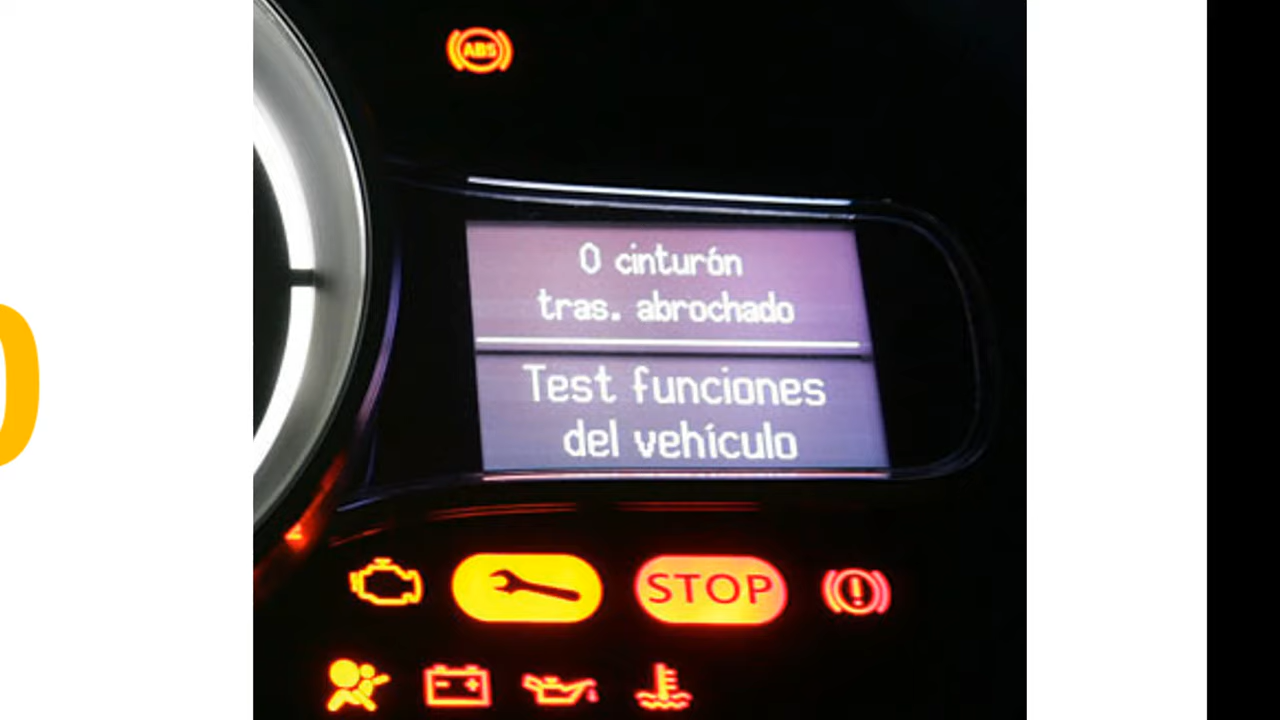 ABS
0 cinturón
tras. abrochado
Test funciones
del vehículo
STOP